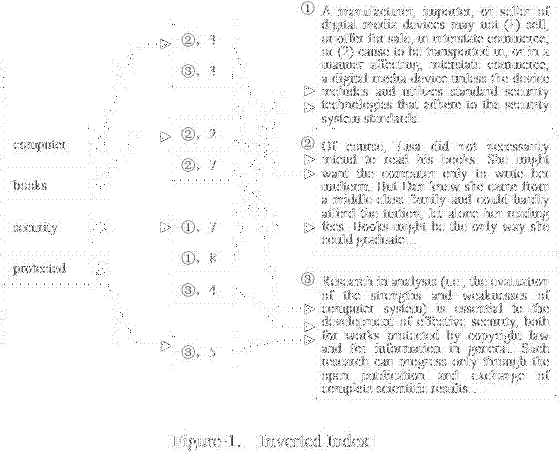 computer
books
security
protected
②, 3
③, 3
②, 2
②, 7
①, 7
①, 8
③, 4
③, 5
① A manufacturer, importer, or seller of
digital media devices may not (1) sell,
or offer for sale, in interstate commerce,
or (2) cause to be transported in, or in a
manner affecting, interstate commerce,
a digital media device unless the device
includes and utilizes standard security
technologies that adhere to the security
system standards.
② Of course, Lisa did not necessarily
intend to read his books. She might
want the computer only to write her
midterm. But Dan knew she came from
a middle class family and could hardly
afford the tuition, let alone her reading
fees. Books might be the only way she
could graduate...
③ Research in analysis (i.e., the evaluation
of the strengths and weaknesses of
computer system) is essential to the
development of effective security, both
for works protected by copyright law
and for information in general. Such
research can progress only through the
open publication and exchange of
complete scientific results...
Figure 1. Inverted Index